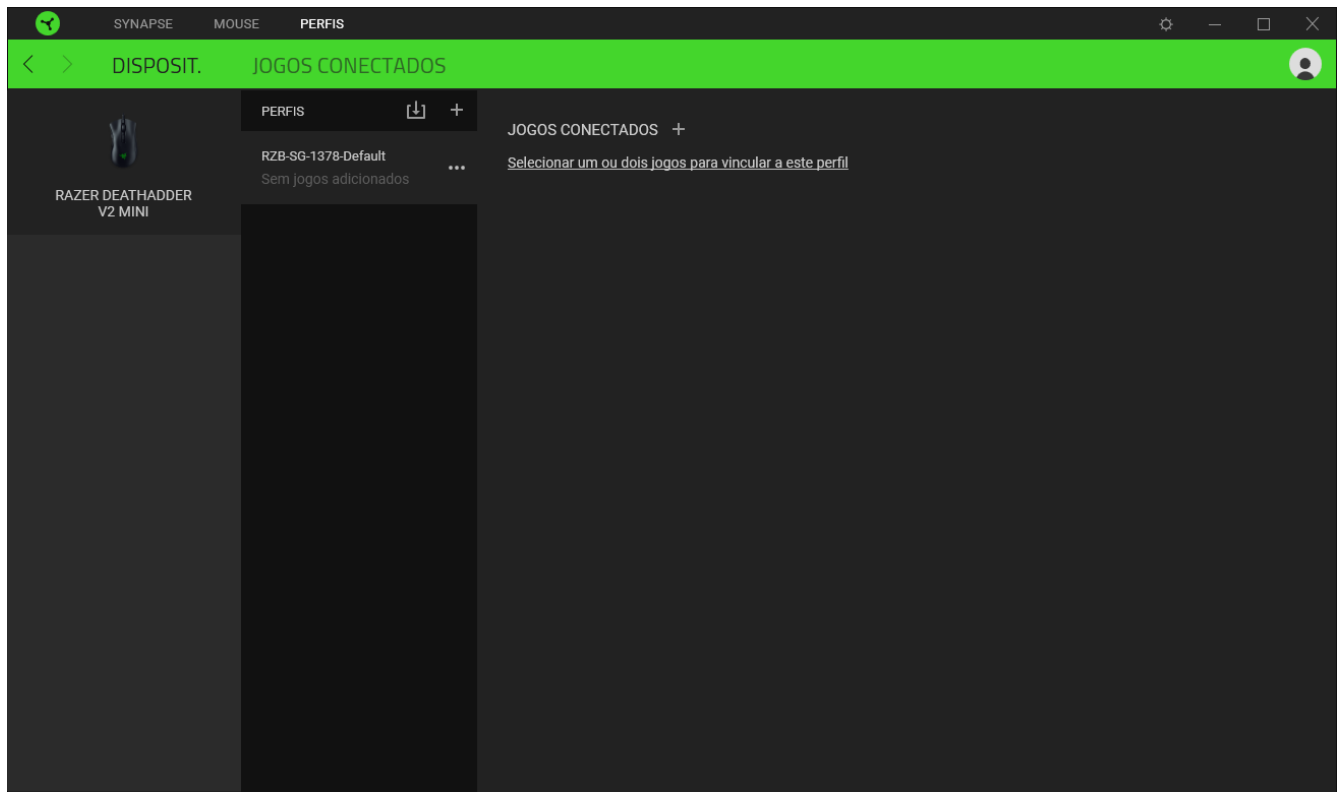 SYNAPSE MOUSE PERFIS
DISPOSIT. JOGOS CONECTADOS
RAZER DEATHADDER
V2 MINI
PERFIS
RZB-SG-1378-Default
Sem jogos adicionados
JOGOS CONECTADOS
Selecionar um ou dois jogos para vincular a este perfil